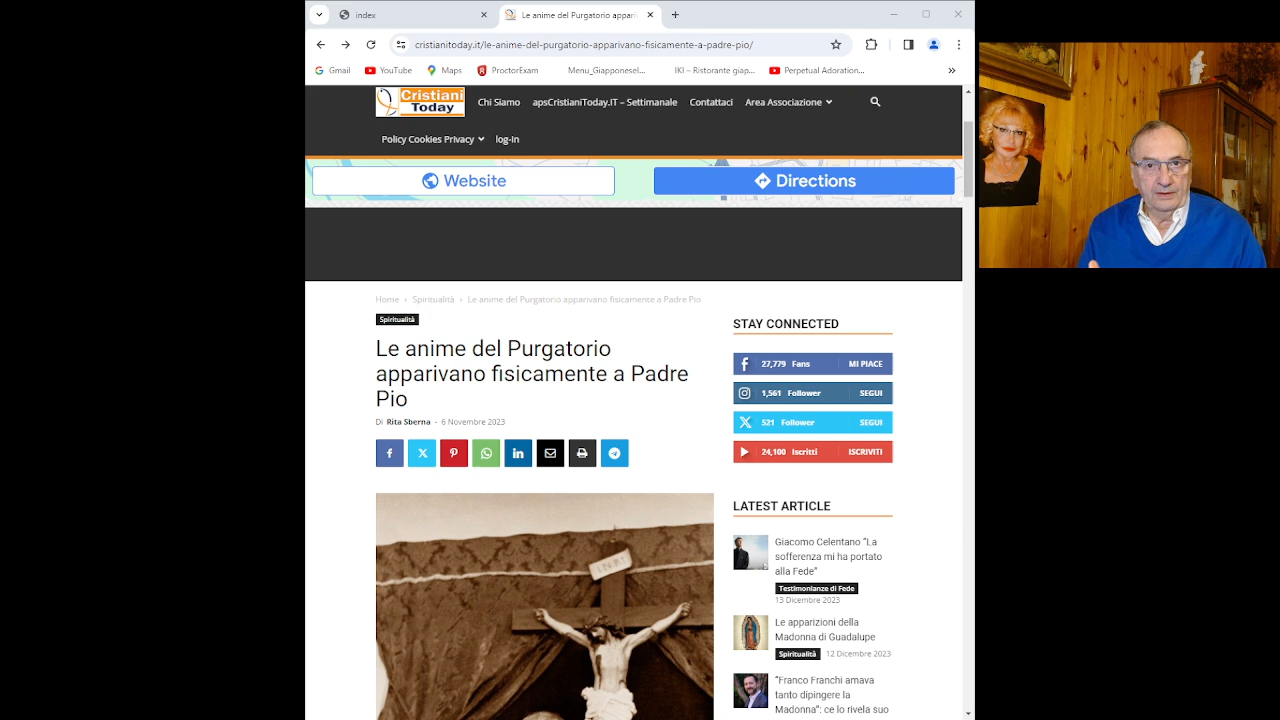 index
Le anime del Purgatorio appari
cristianitoday.it/le-anime-del-purgatorio-apparivano-fisicamente-a-padre-pio/
Gmail
YouTube
Maps
ProctorExam
Menu_Giapponesel...
IKI – Ristorante giap...
Perpetual Adoration...
Cristiani
Today
Chi Siamo
apsCristianiToday.IT – Settimanale
Contattaci
Area Associazione
Policy Cookies Privacy
log-in
Website
Directions
Home › Spiritualità › Le anime del Purgatorio apparivano fisicamente a Padre Pio
Spiritualità
Le anime del Purgatorio
apparivano fisicamente a Padre
Pio
Di Rita Sberna - 6 Novembre 2023
STAY CONNECTED
27,779 Fans MI PIACE
1,561 Follower SEGUI
521 Follower SEGUI
24,100 Iscritti ISCRIVITI
LATEST ARTICLE
Giacomo Celentano “La
sofferenza mi ha portato
alla Fede”
Testimonianze di Fede
13 Dicembre 2023
Le apparizioni della
Madonna di Guadalupe
Spiritualità 12 Dicembre 2023
“Franco Franchi amava
tanto dipingere la
Madonna”: ce lo rivela suo